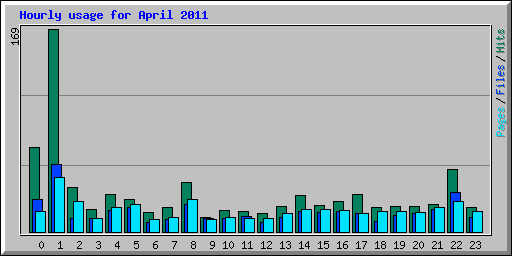 Hourly usage for April 2011
169
Pages/Files/Hits
0 1 2 3 4 5 6 7 8 9 10 11 12 13 14 15 16 17 18 19 20 21 22 23